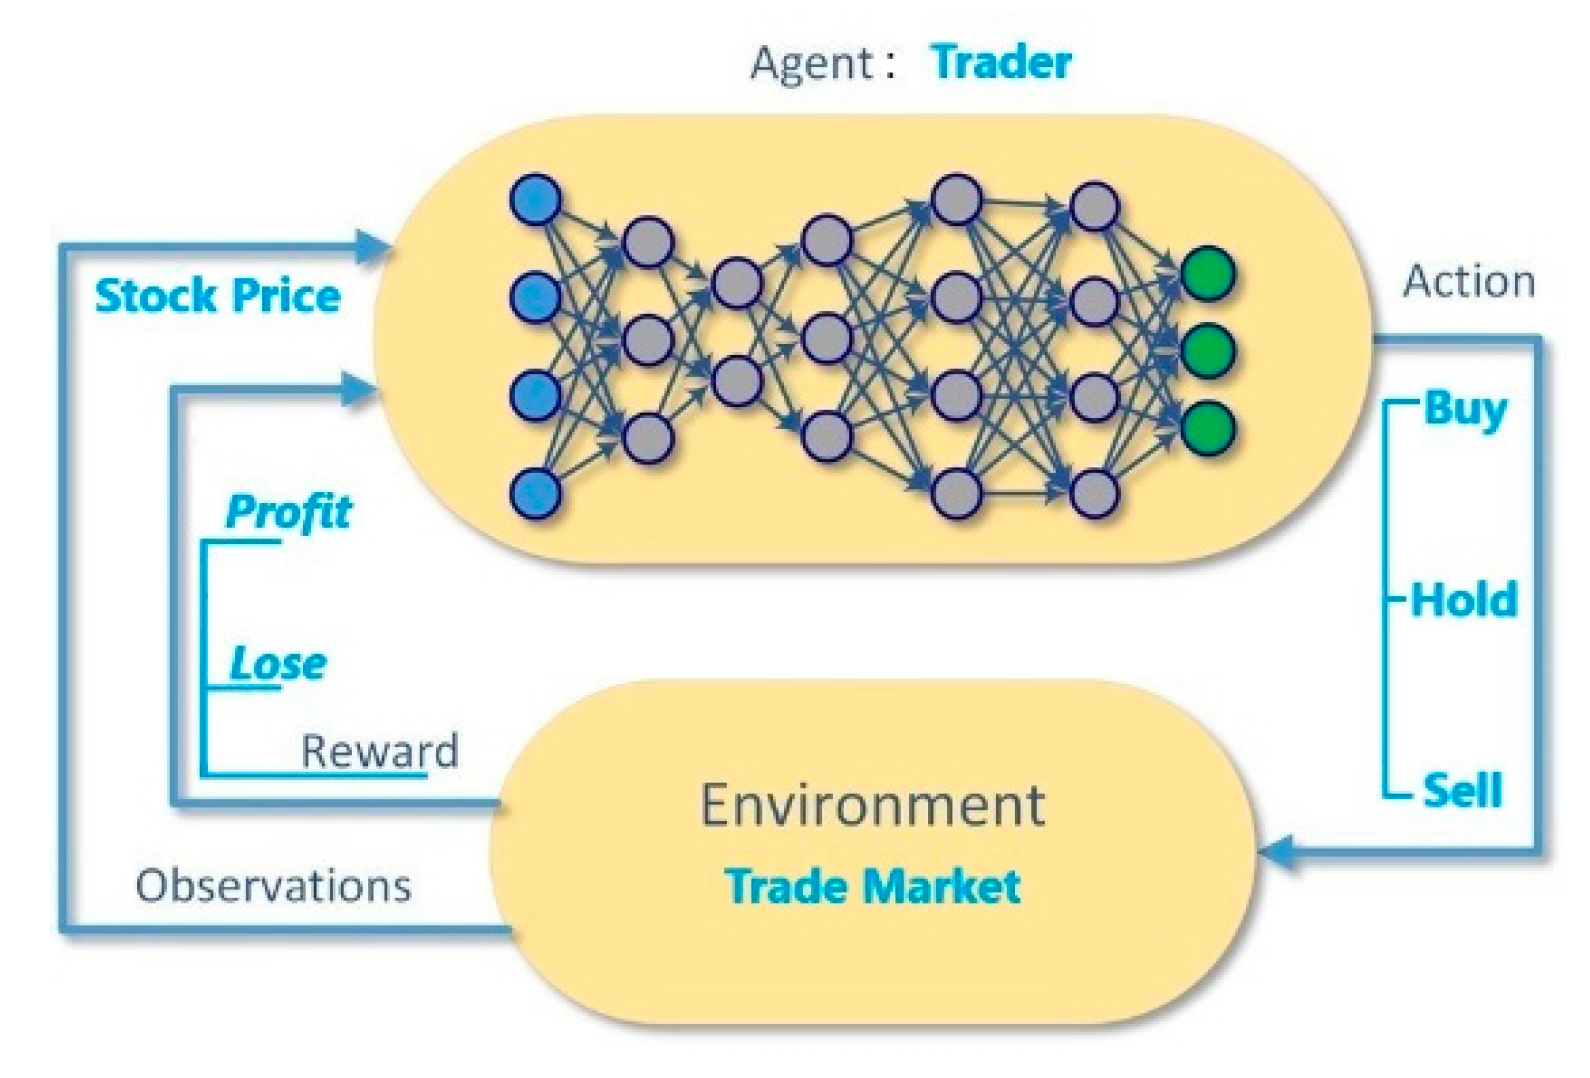 Agent : Trader
Stock Price
Action
Buy
Profit
Hold
Lose
Reward
Sell
Environment
Trade Market
Observations